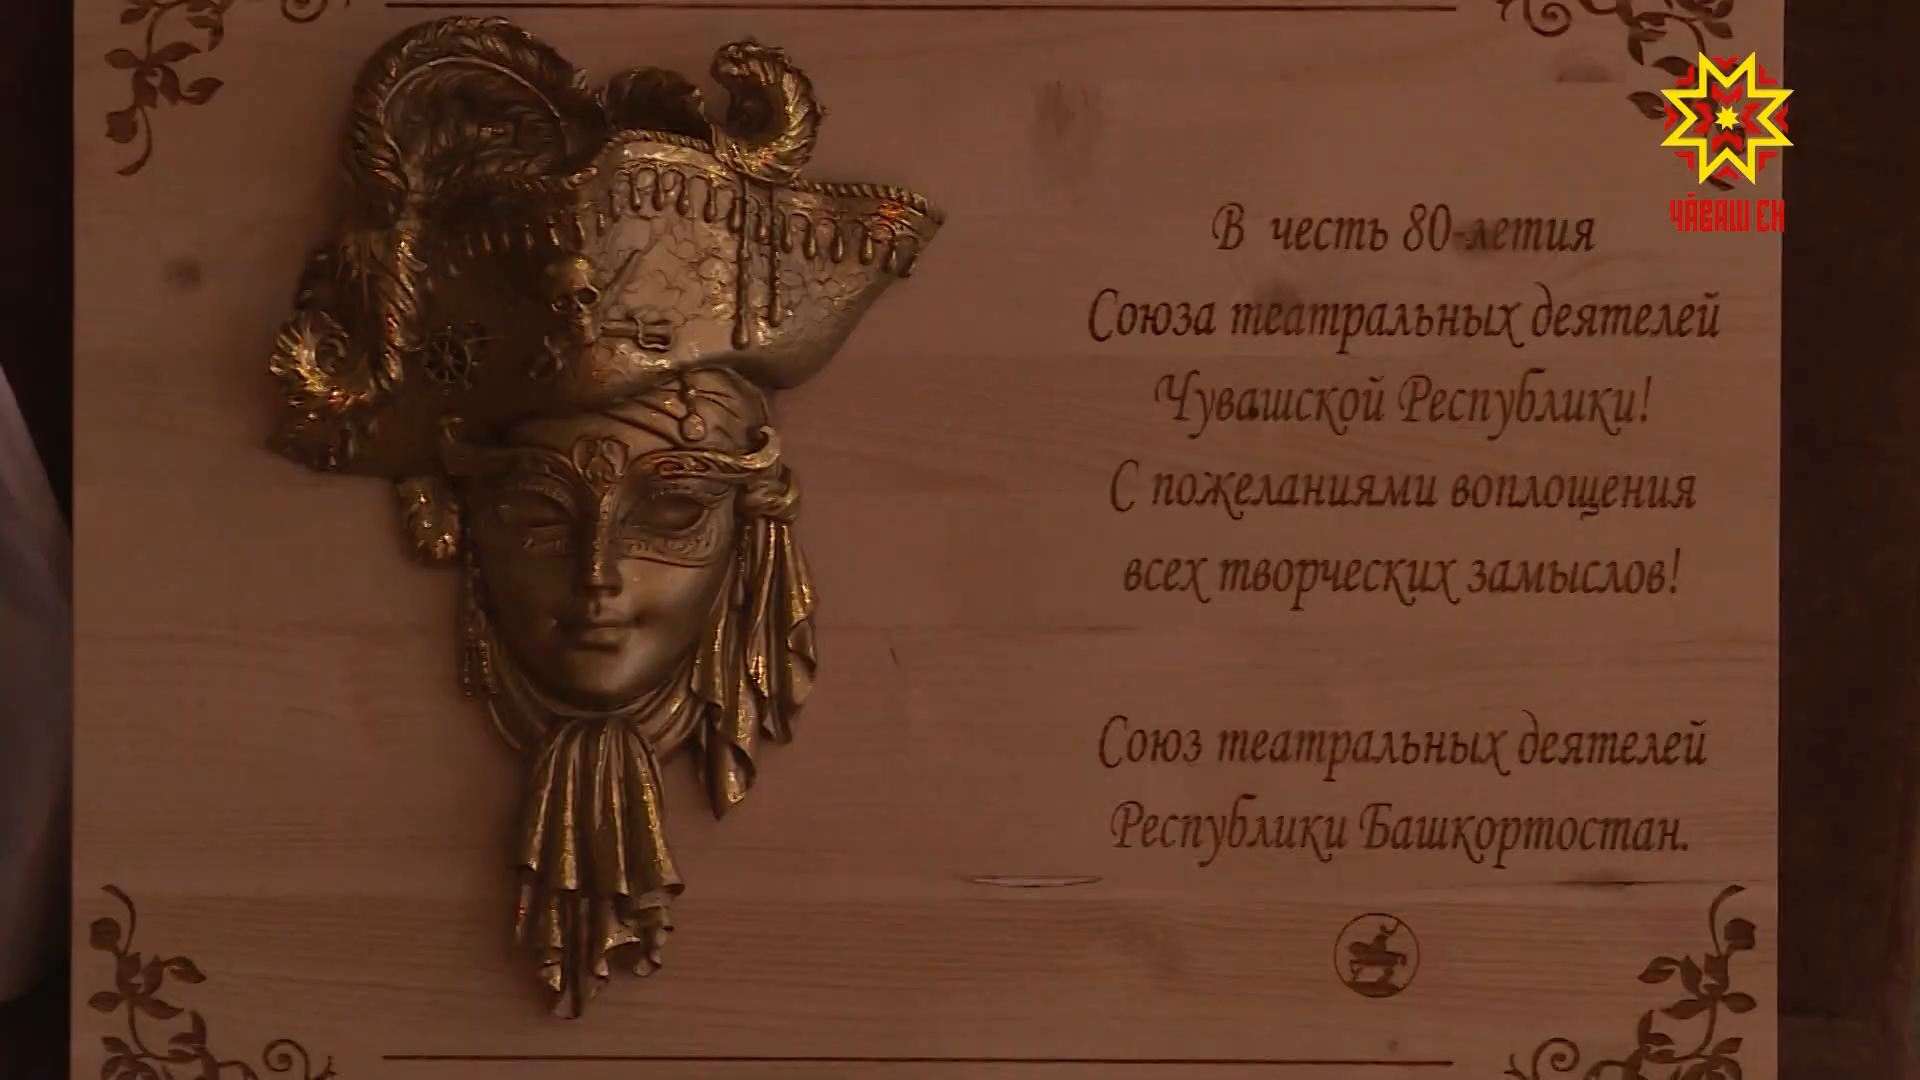 ЧӐВАШ ЕН
В честь 80-летия
Союза театральных деятелей
Чувашской Республики!
С пожеланиями воплощения
всех творческих замыслов!
Союз театральных деятелей
Республики Башкортостан.